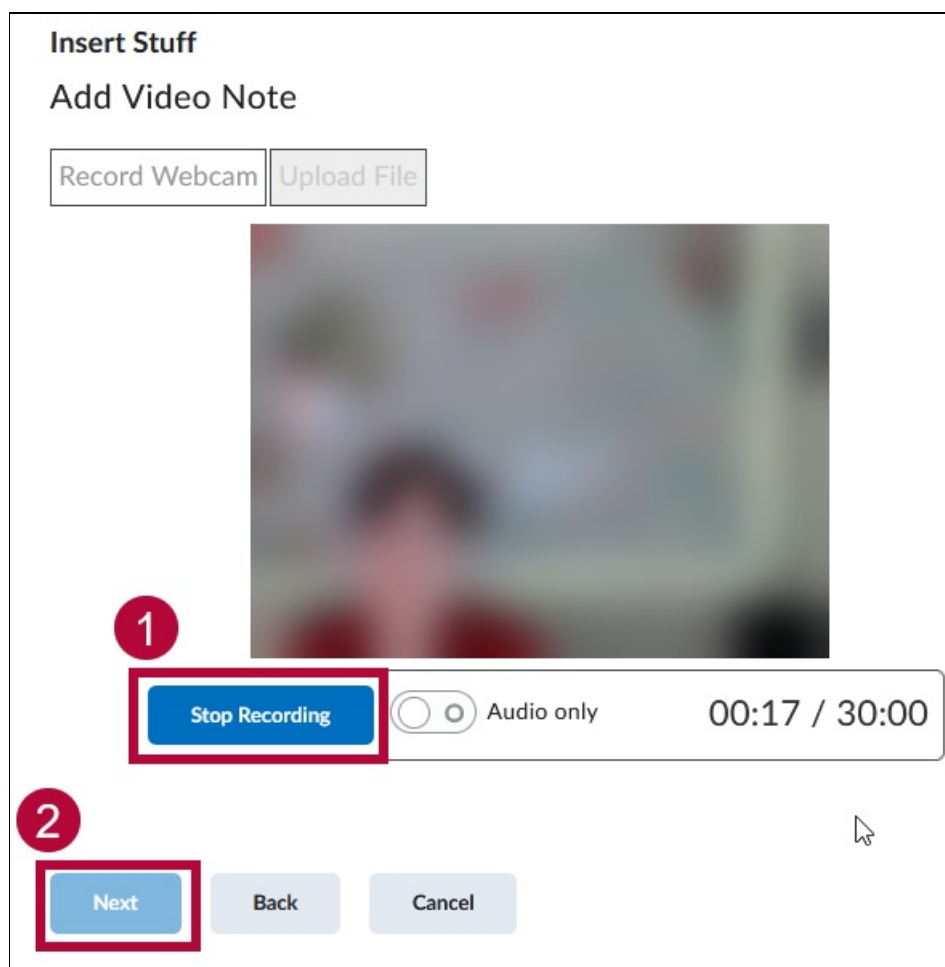 Insert Stuff
Add Video Note
Record Webcam Upload File
1
Stop Recording Audio only 00:17 / 30:00
2
Next Back Cancel